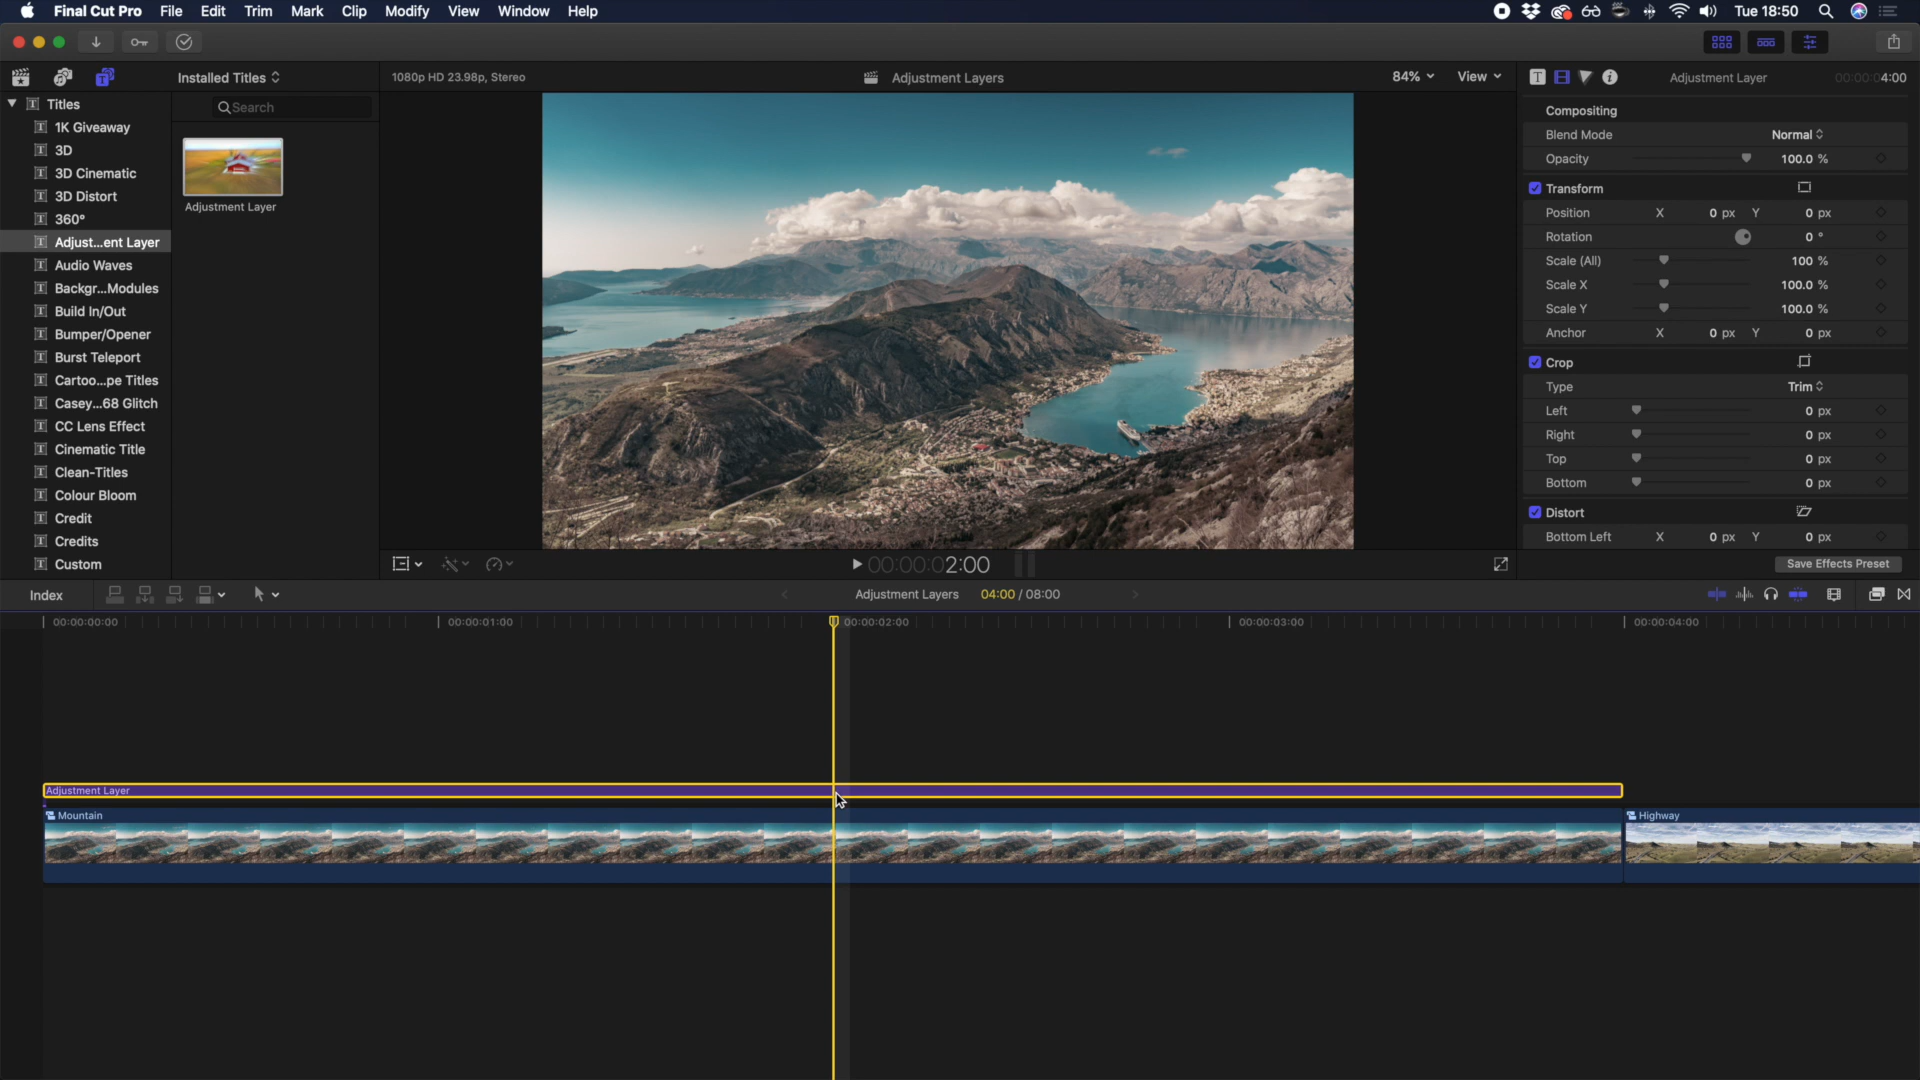 Final Cut Pro File Edit Trim Mark Clip Modify View Window Help Tue 18:50
Installed Titles
1080p HD 23.98p, Stereo
Adjustment Layers
84%
View
Adjustment Layer
00:00:04:00
Titles
1K Giveaway
3D
3D Cinematic
3D Distort
360°
Adjust...ent Layer
Audio Waves
Backgr...Modules
Build In/Out
Bumper/Opener
Burst Teleport
Cartoo...pe Titles
Casey...68 Glitch
CC Lens Effect
Cinematic Title
Clean-Titles
Colour Bloom
Credit
Credits
Custom
Search
Adjustment Layer
Compositing
Blend Mode Normal
Opacity 100.0 %
Transform
Position X 0 px Y 0 px
Rotation 0 °
Scale (All) 100 %
Scale X 100.0 %
Scale Y 100.0 %
Anchor X 0 px Y 0 px
Crop
Type Trim
Left 0 px
Right 0 px
Top 0 px
Bottom 0 px
Distort
Bottom Left X 0 px Y 0 px
00:00:02:00
Save Effects Preset
Index
Adjustment Layers 04:00 / 08:00
00:00:00:00 00:00:01:00 00:00:02:00 00:00:03:00 00:00:04:00
Adjustment Layer
Mountain
Highway